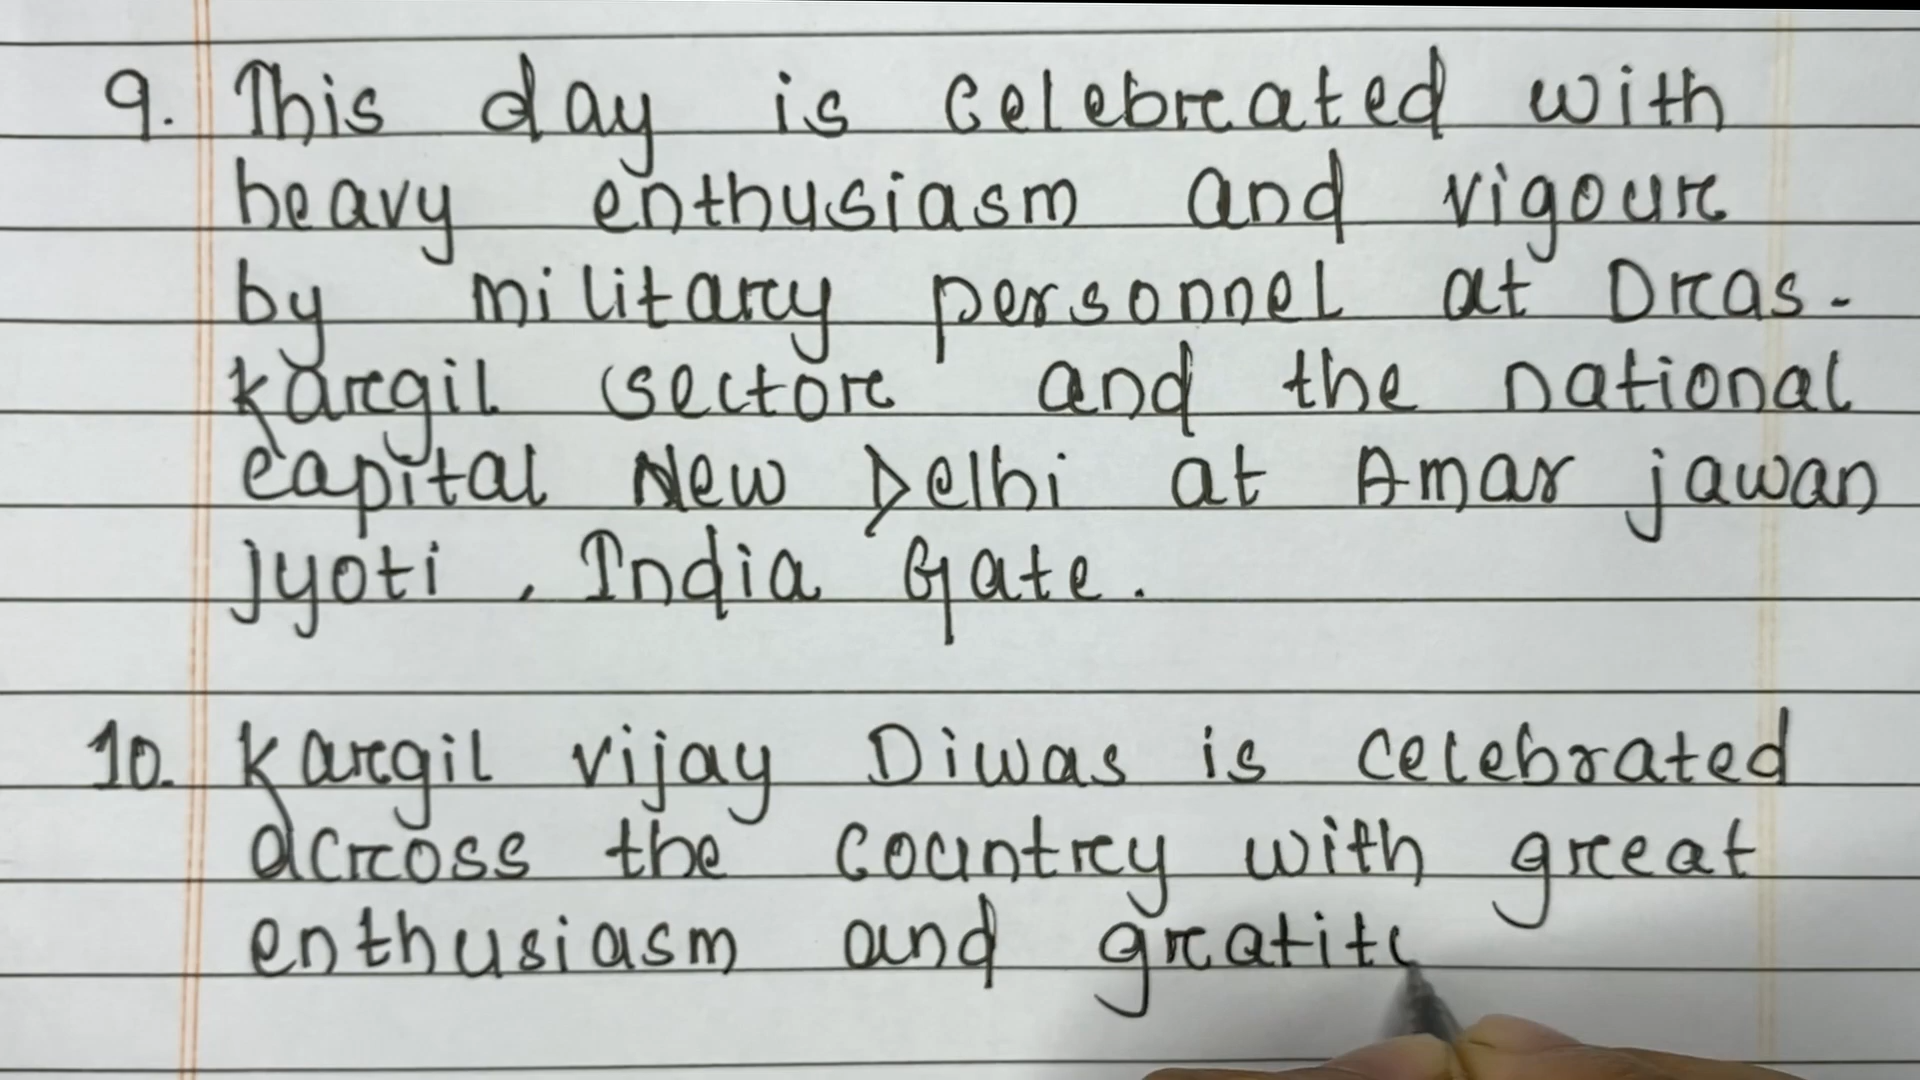 9. This day is celebrated with
heavy enthusiasm and vigour
by military personnel at Dras-
kargil sector and the national
capital New Delhi at Amar jawan
jyoti, India Gate.
10. Kargil vijay Diwas is celebrated
across the country with great
enthusiasm and gratit